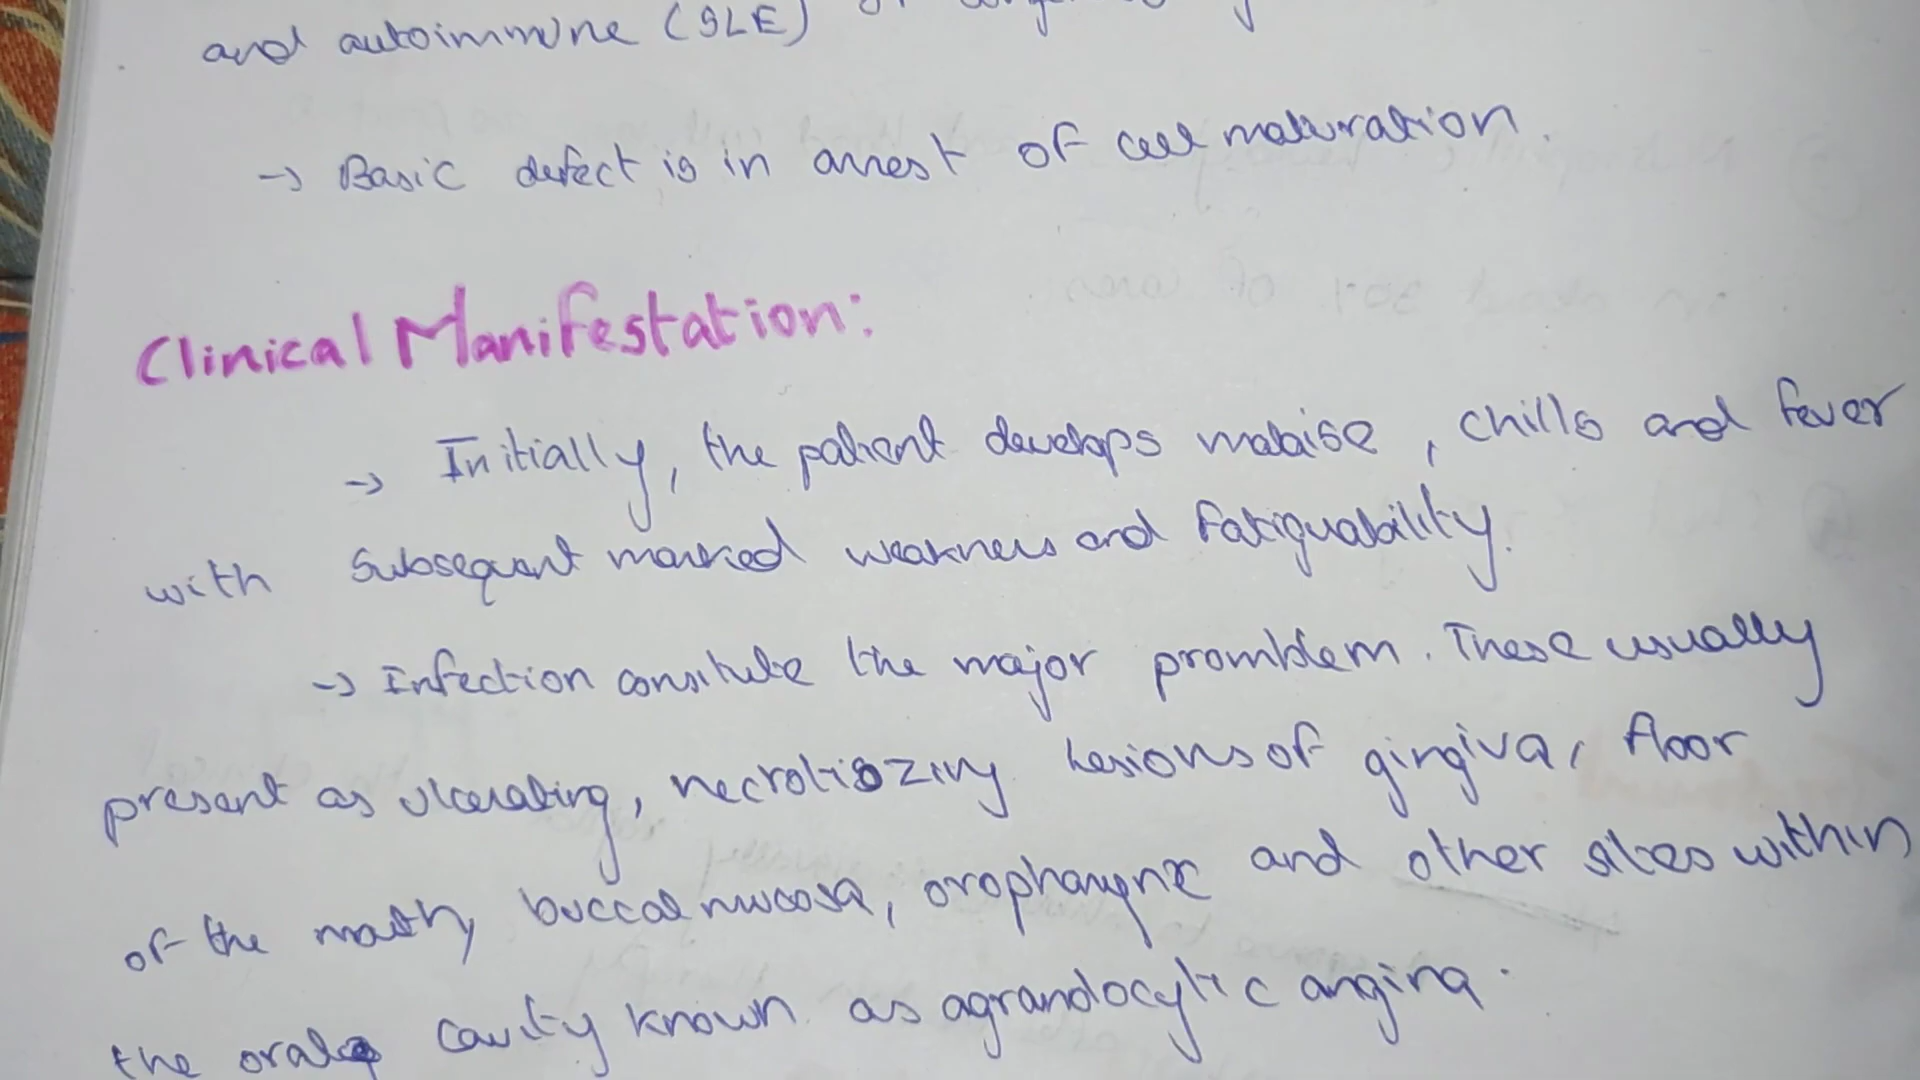 and autoimmune (SLE) or
→ Basic defect is in arrest of cell maturation.
Clinical Manifestation:
→ Initially, the patient develops malaise, chills and fever
with subsequent marked weakness and fatiguability.
→ Infection consitute the major promblem. These usually
present as ulcerating, necrotiszing lesions of gingiva, floor
of the mouth, buccal mucosa, oropharynx and other sites within
the oral cavity known as agranulocytic angina.